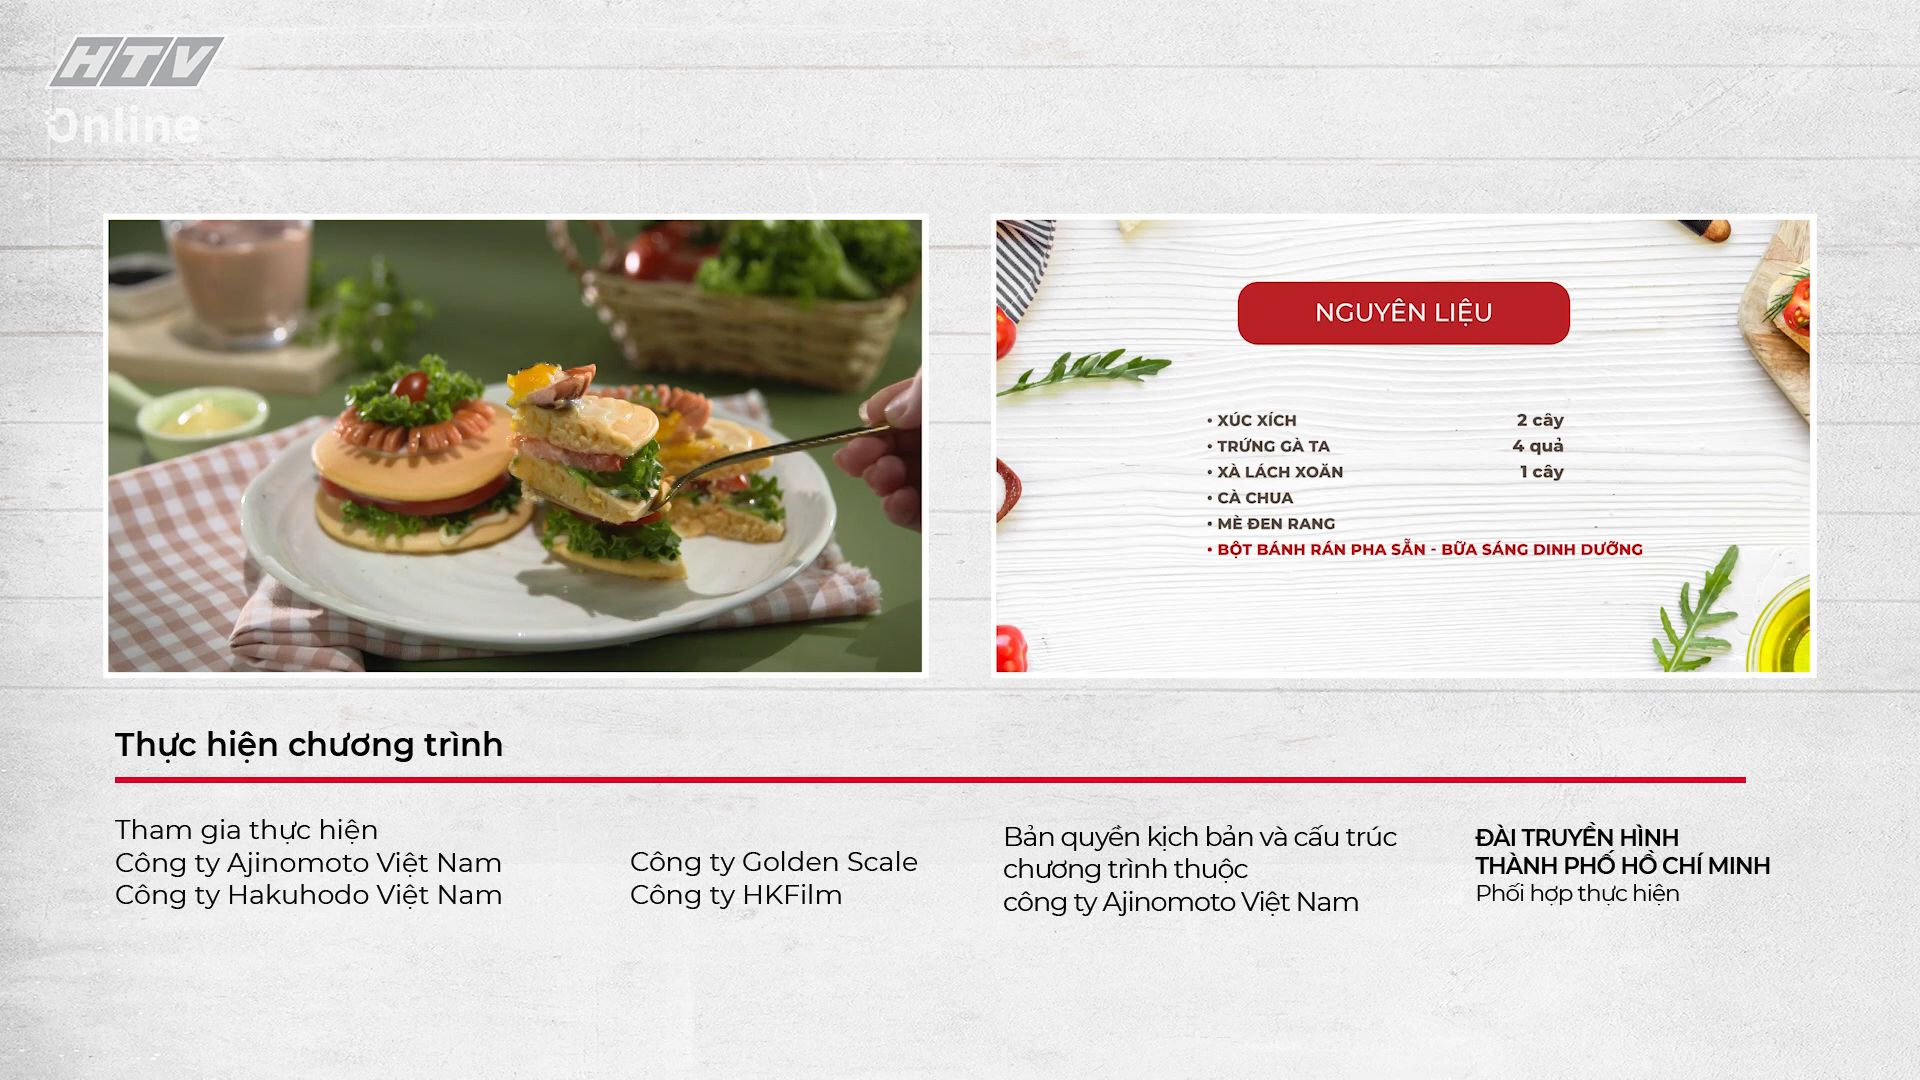 HTV
Online
NGUYÊN LIỆU
• XÚC XÍCH 2 cây
• TRỨNG GÀ TA 4 quả
• XÀ LÁCH XOĂN 1 cây
• CÀ CHUA
• MÈ ĐEN RANG
• BỘT BÁNH RÁN PHA SẴN - BỮA SÁNG DINH DƯỠNG
Thực hiện chương trình
Tham gia thực hiện
Công ty Ajinomoto Việt Nam
Công ty Hakuhodo Việt Nam
Công ty Golden Scale
Công ty HKFilm
Bản quyền kịch bản và cấu trúc
chương trình thuộc
công ty Ajinomoto Việt Nam
ĐÀI TRUYỀN HÌNH
THÀNH PHỐ HỒ CHÍ MINH
Phối hợp thực hiện